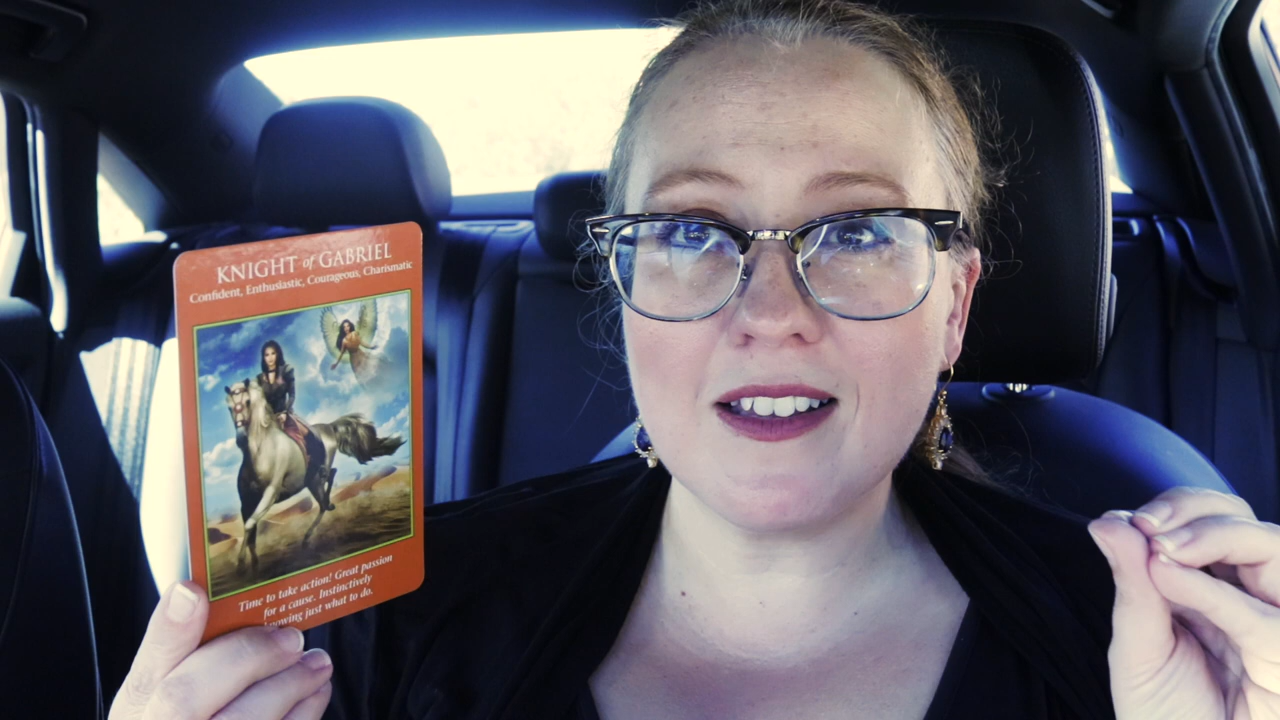 KNIGHT of GABRIEL
Confident, Enthusiastic, Courageous, Charismatic
Time to take action! Great passion
for a cause. Instinctively
knowing just what to do.